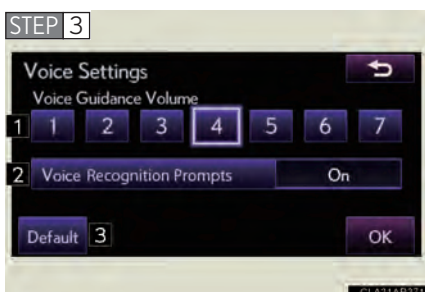 STEP 3
Voice Settings
Voice Guidance Volume
1 1 2 3 4 5 6 7
2 Voice Recognition Prompts On
Default 3 OK